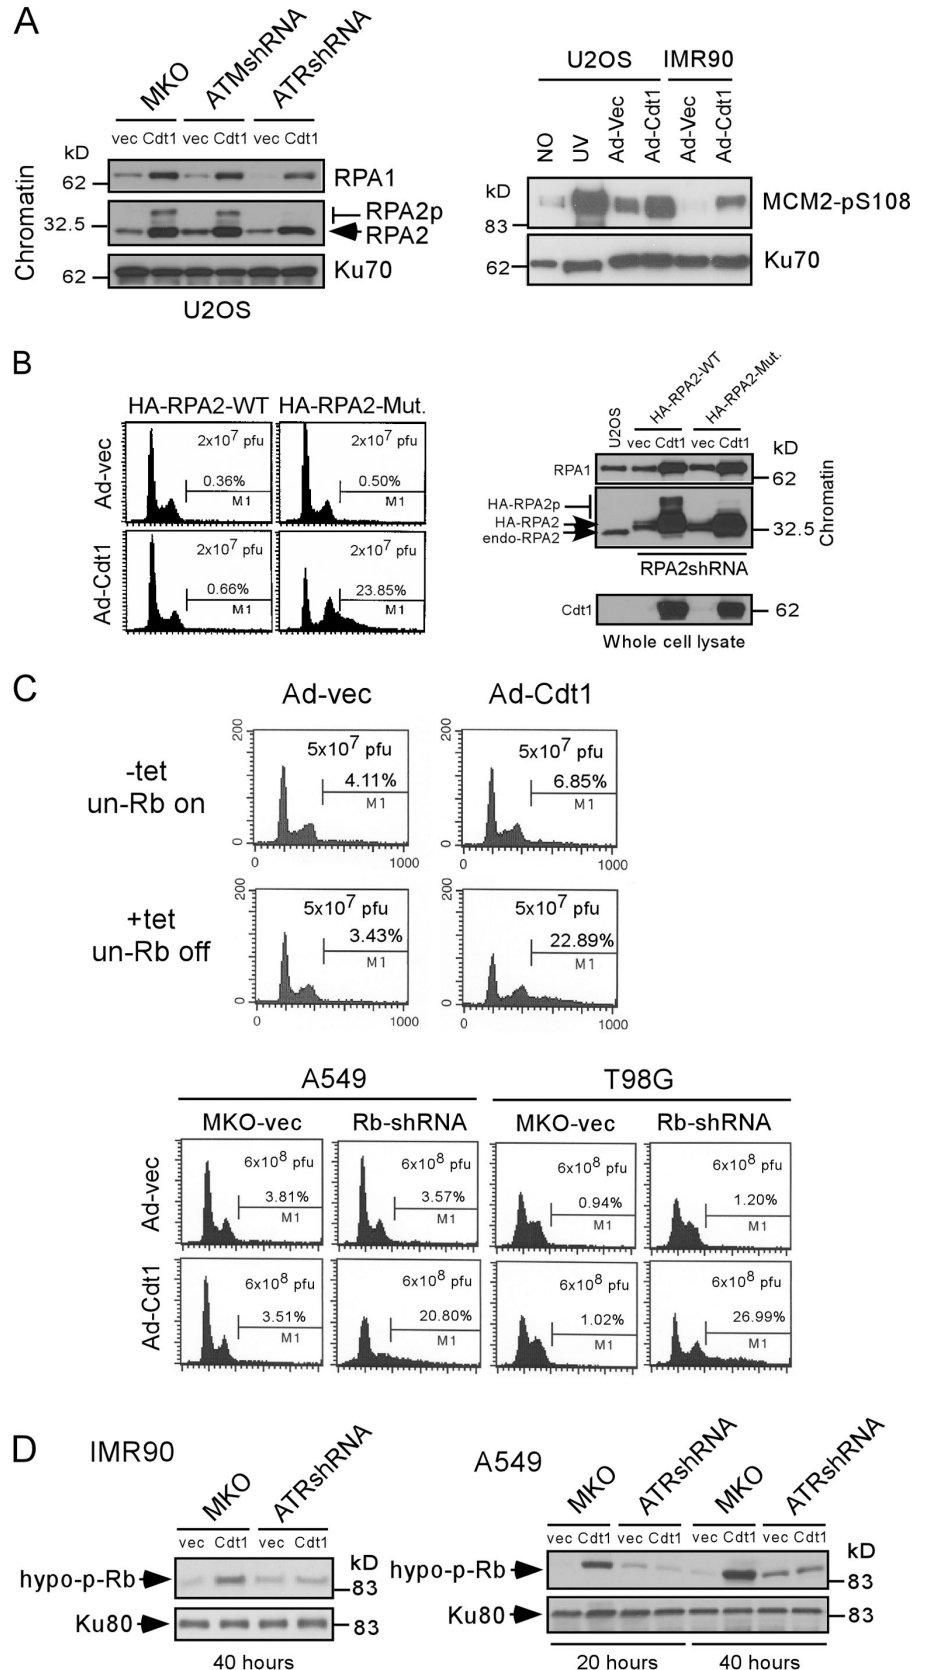 A
MKO
ATMshRNA
ATRshRNA
vec Cdt1 vec Cdt1 vec Cdt1
kD
62
RPA1
32.5
RPA2p
RPA2
62
Ku70
Chromatin
U2OS
U2OS IMR90
NO
UV
Ad-Vec
Ad-Cdt1
Ad-Vec
Ad-Cdt1
kD
83
MCM2-pS108
62
Ku70
B
HA-RPA2-WT HA-RPA2-Mut.
Ad-vec
2x10^7 pfu
0.36%
M1
2x10^7 pfu
0.50%
M1
Ad-Cdt1
2x10^7 pfu
0.66%
M1
2x10^7 pfu
23.85%
M1
U2OS
HA-RPA2-WT
HA-RPA2-Mut.
vec Cdt1 vec Cdt1
kD
RPA1
62
HA-RPA2p
HA-RPA2
endo-RPA2
32.5
Chromatin
RPA2shRNA
Cdt1
62
Whole cell lysate
C
Ad-vec Ad-Cdt1
-tet
un-Rb on
200
0
5x10^7 pfu
4.11%
M1
0 1000
200
0
5x10^7 pfu
6.85%
M1
0 1000
+tet
un-Rb off
200
0
5x10^7 pfu
3.43%
M1
0 1000
200
0
5x10^7 pfu
22.89%
M1
0 1000
A549 T98G
MKO-vec Rb-shRNA MKO-vec Rb-shRNA
Ad-vec
6x10^8 pfu
3.81%
M1
6x10^8 pfu
3.57%
M1
6x10^8 pfu
0.94%
M1
6x10^8 pfu
1.20%
M1
Ad-Cdt1
6x10^8 pfu
3.51%
M1
6x10^8 pfu
20.80%
M1
6x10^8 pfu
1.02%
M1
6x10^8 pfu
26.99%
M1
D
IMR90
MKO
ATRshRNA
vec Cdt1 vec Cdt1
kD
hypo-p-Rb
83
Ku80
83
40 hours
A549
MKO
ATRshRNA
MKO
ATRshRNA
vec Cdt1 vec Cdt1 vec Cdt1 vec Cdt1
kD
hypo-p-Rb
83
Ku80
83
20 hours 40 hours